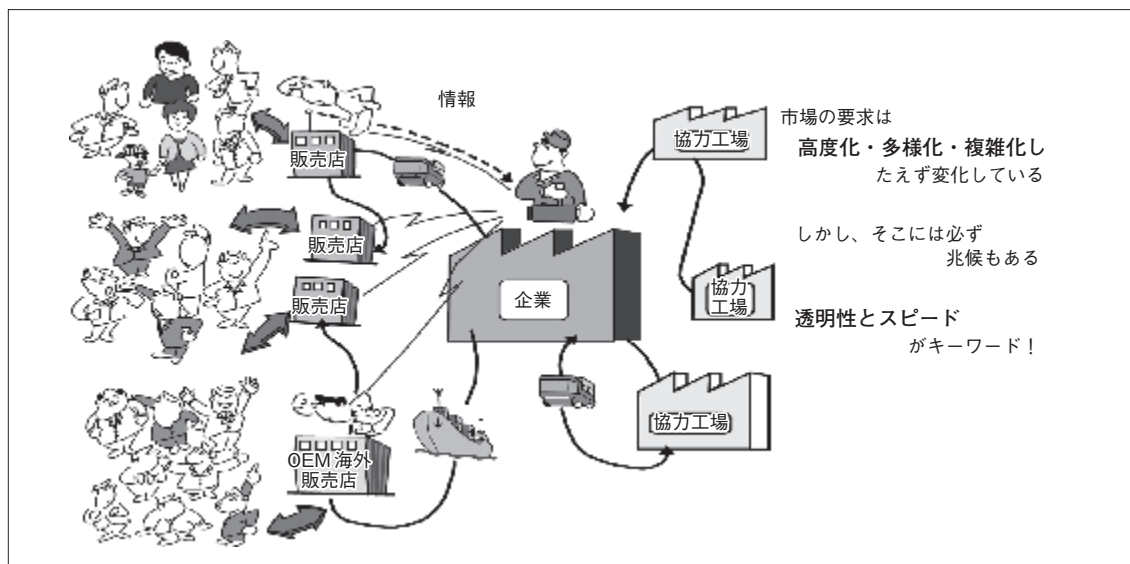 情報
販売店
販売店
販売店
OEM 海外
販売店
企業
協力工場
協力
工場
協力工場
市場の要求は
高度化・多様化・複雑化し
たえず変化している
しかし、そこには必ず
兆候もある
透明性とスピード
がキーワード！